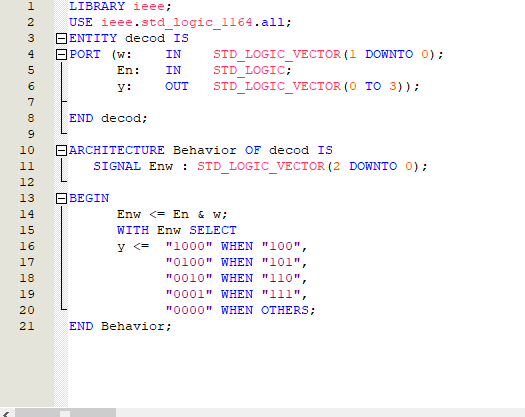 1 LIBRARY ieee;
2 USE ieee.std_logic_1164.all;
3 ENTITY decod IS
4 PORT (w: IN STD_LOGIC_VECTOR(1 DOWNTO 0);
5 En: IN STD_LOGIC;
6 y: OUT STD_LOGIC_VECTOR(0 TO 3));
7
8 END decod;
9
10 ARCHITECTURE Behavior OF decod IS
11 SIGNAL Enw : STD_LOGIC_VECTOR(2 DOWNTO 0);
12
13 BEGIN
14 Enw <= En & w;
15 WITH Enw SELECT
16 y <= "1000" WHEN "100",
17 "0100" WHEN "101",
18 "0010" WHEN "110",
19 "0001" WHEN "111",
20 "0000" WHEN OTHERS;
21 END Behavior;